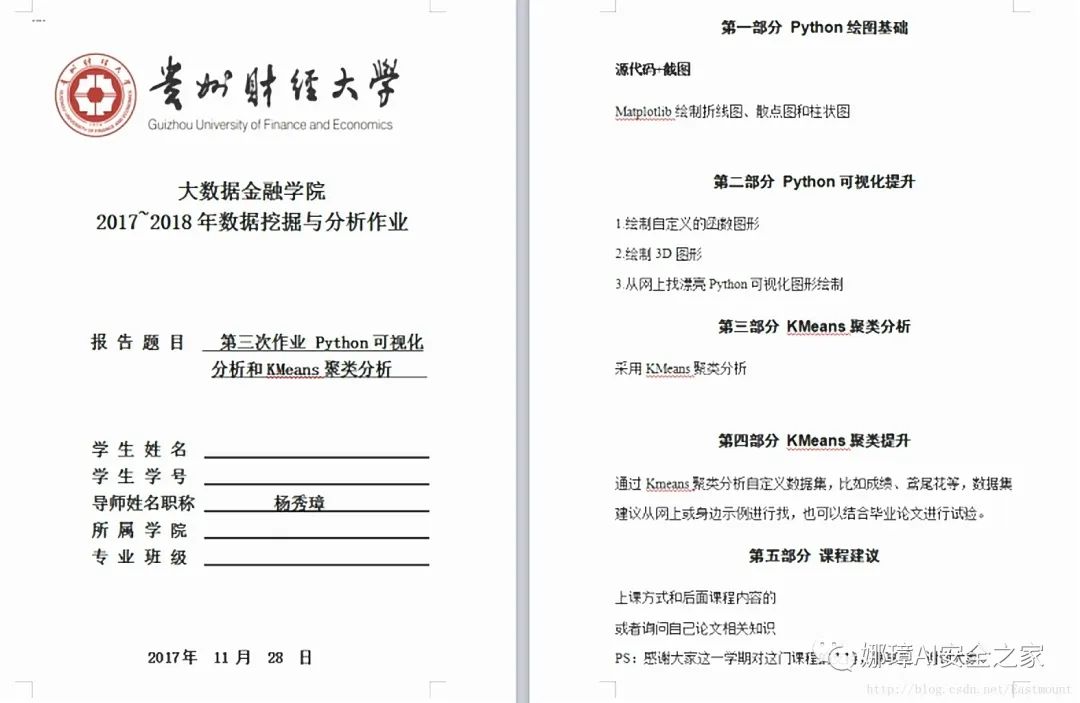 贵州财经大学
Guizhou University of Finance and Economics
大数据金融学院
2017~2018 年数据挖掘与分析作业
报 告 题 目 第三次作业 Python 可视化
分析和 KMeans 聚类分析
学 生 姓 名
学 生 学 号
导师姓名职称 杨秀璋
所 属 学 院
专 业 班 级
2017 年 11 月 28 日
第一部分 Python 绘图基础
源代码+截图
Matplotlib 绘制折线图、散点图和柱状图
第二部分 Python 可视化提升
1.绘制自定义的函数图形
2.绘制 3D 图形
3.从网上找漂亮 Python 可视化图形绘制
第三部分 KMeans 聚类分析
采用 KMeans 聚类分析
第四部分 KMeans 聚类提升
通过 Kmeans 聚类分析自定义数据集，比如成绩、鸢尾花等，数据集
建议从网上或身边示例进行找，也可以结合毕业论文进行试验。
第五部分 课程建议
上课方式和后面课程内容的
或者询问自己论文相关知识
PS：感谢大家这一学期对这门课程
娜璋AI安全之家
http://blog.csdn.net/Eastmount